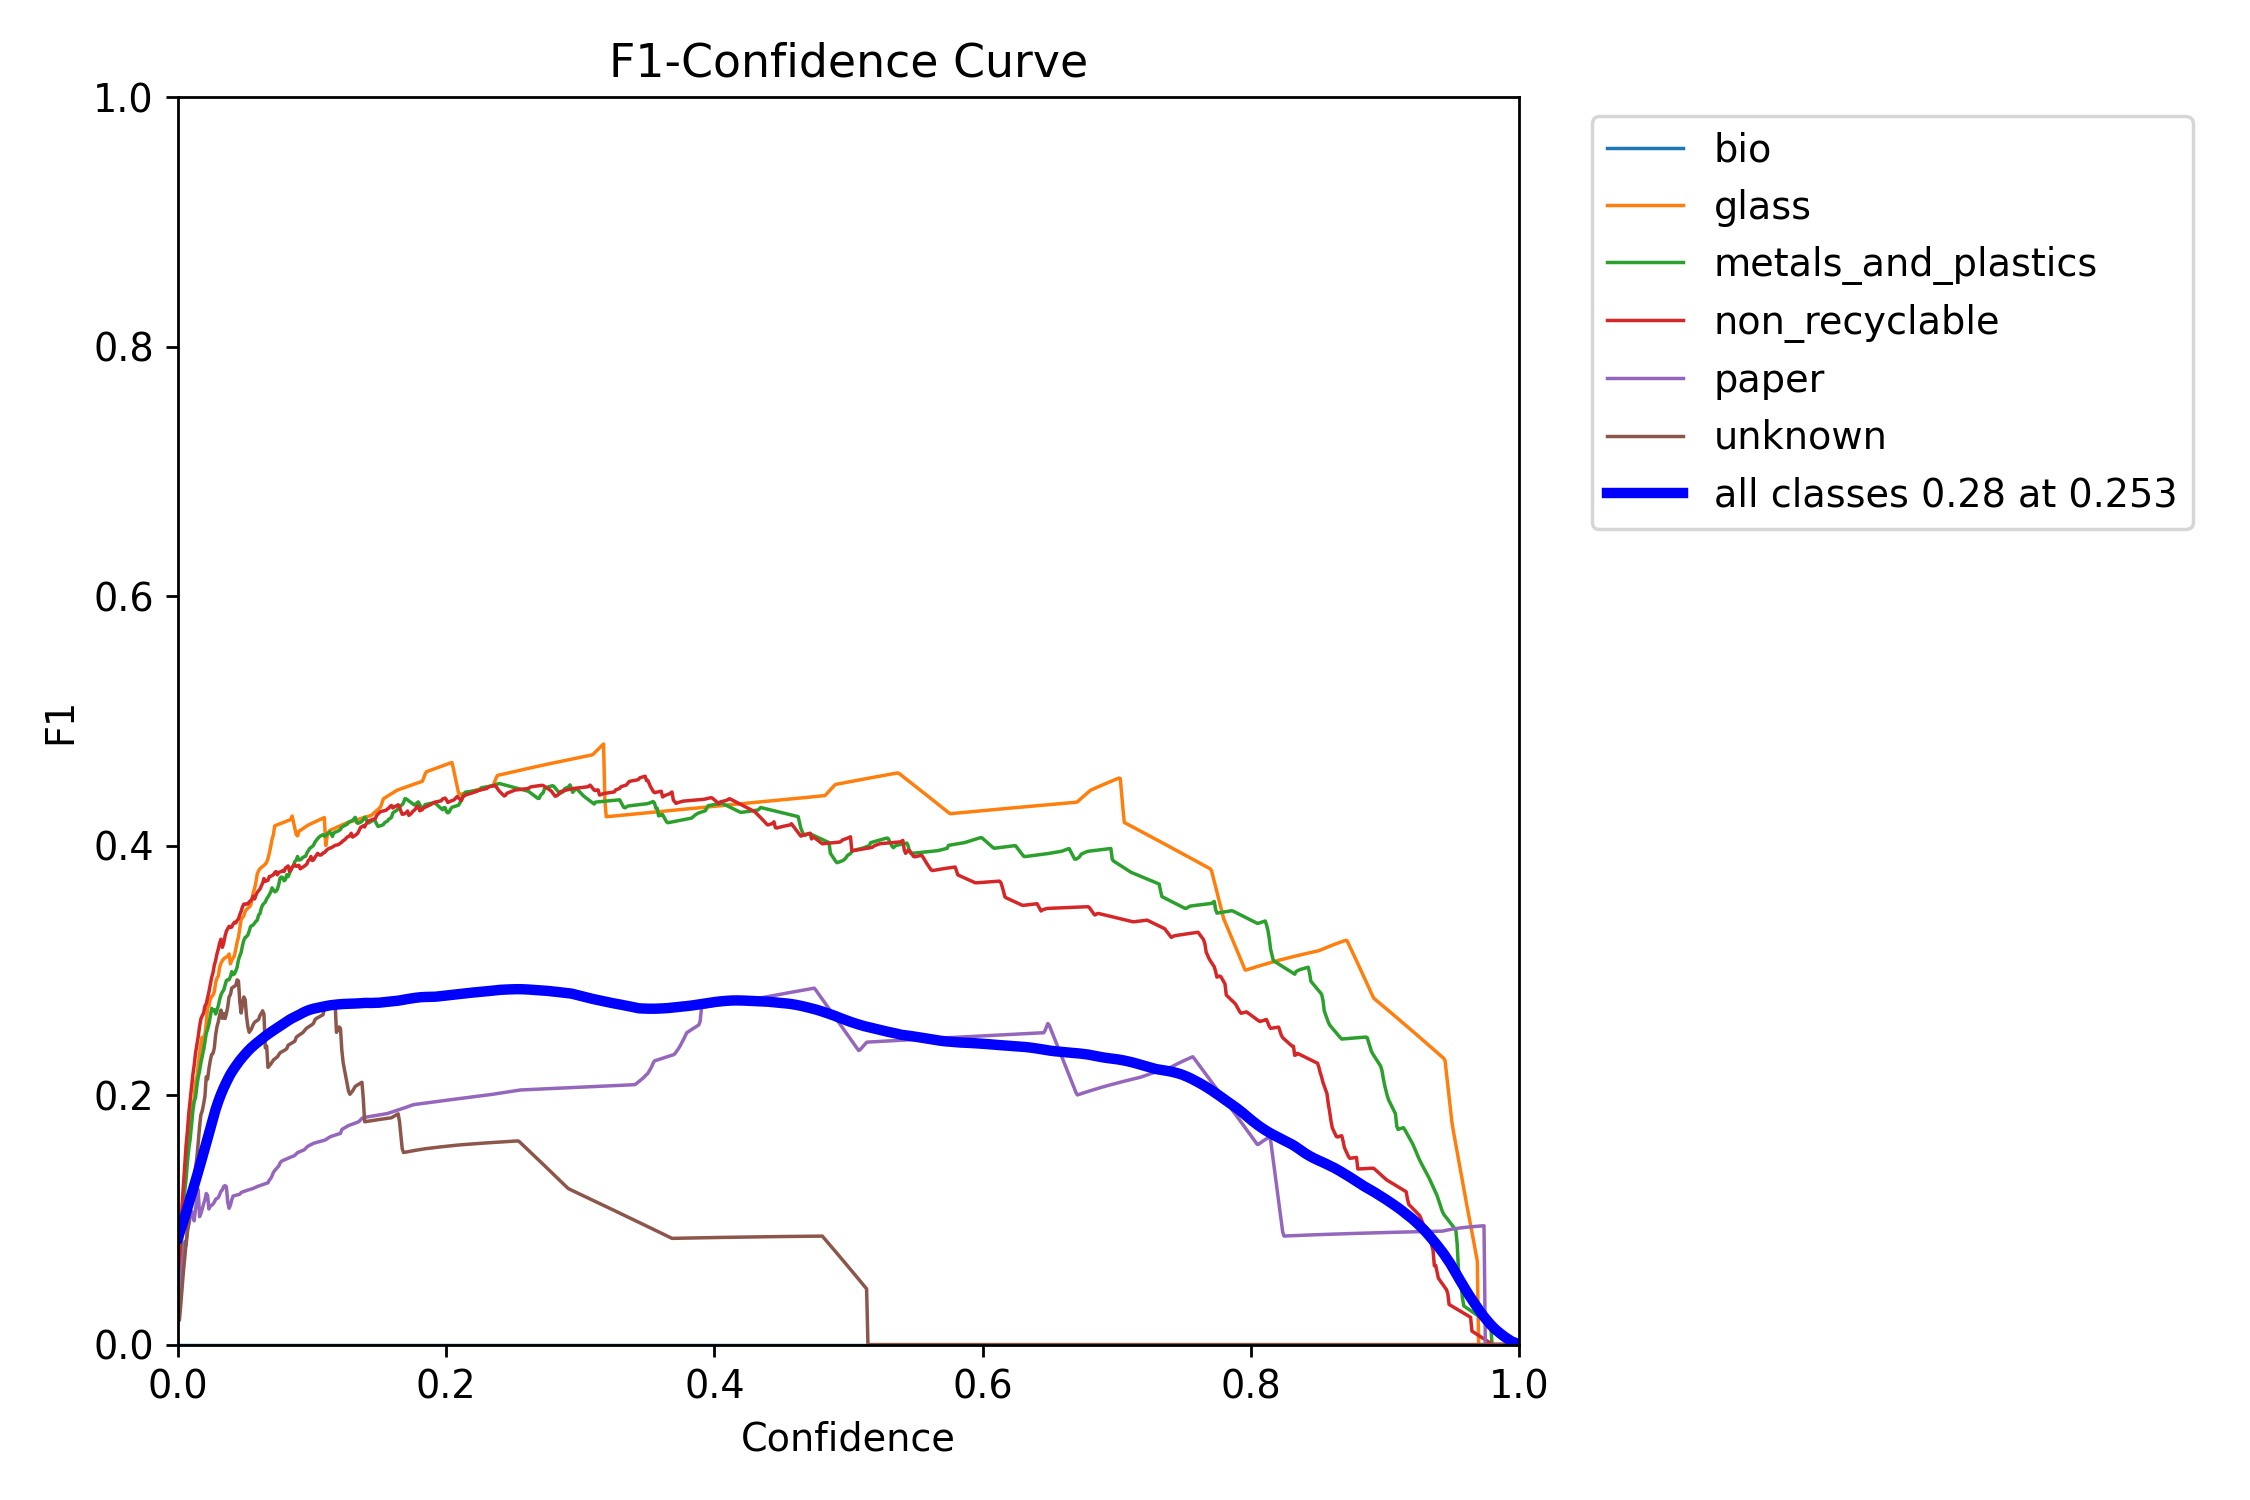 F1-Confidence Curve
1.0
0.8
0.6
0.4
0.2
0.0
F1
0.0 0.2 0.4 0.6 0.8 1.0
Confidence
bio
glass
metals_and_plastics
non_recyclable
paper
unknown
all classes 0.28 at 0.253